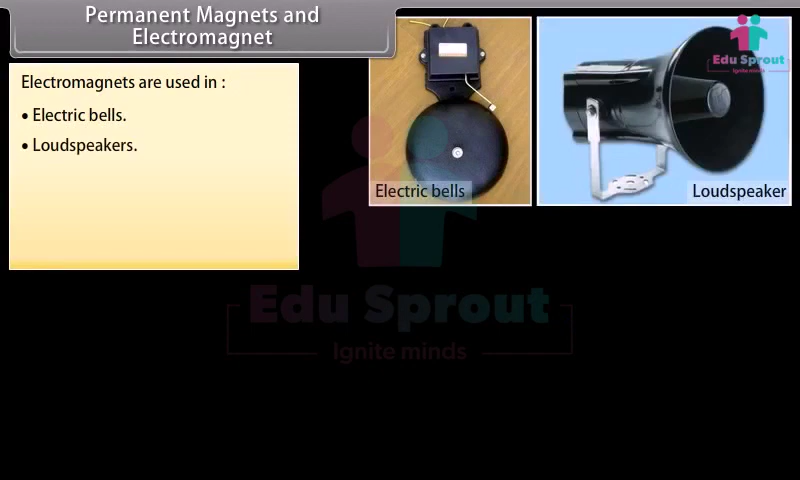 Permanent Magnets and
Electromagnet
Electromagnets are used in :
• Electric bells.
• Loudspeakers.
Electric bells
Loudspeaker
Edu Sprout
Ignite minds
Edu Sprout
Ignite minds